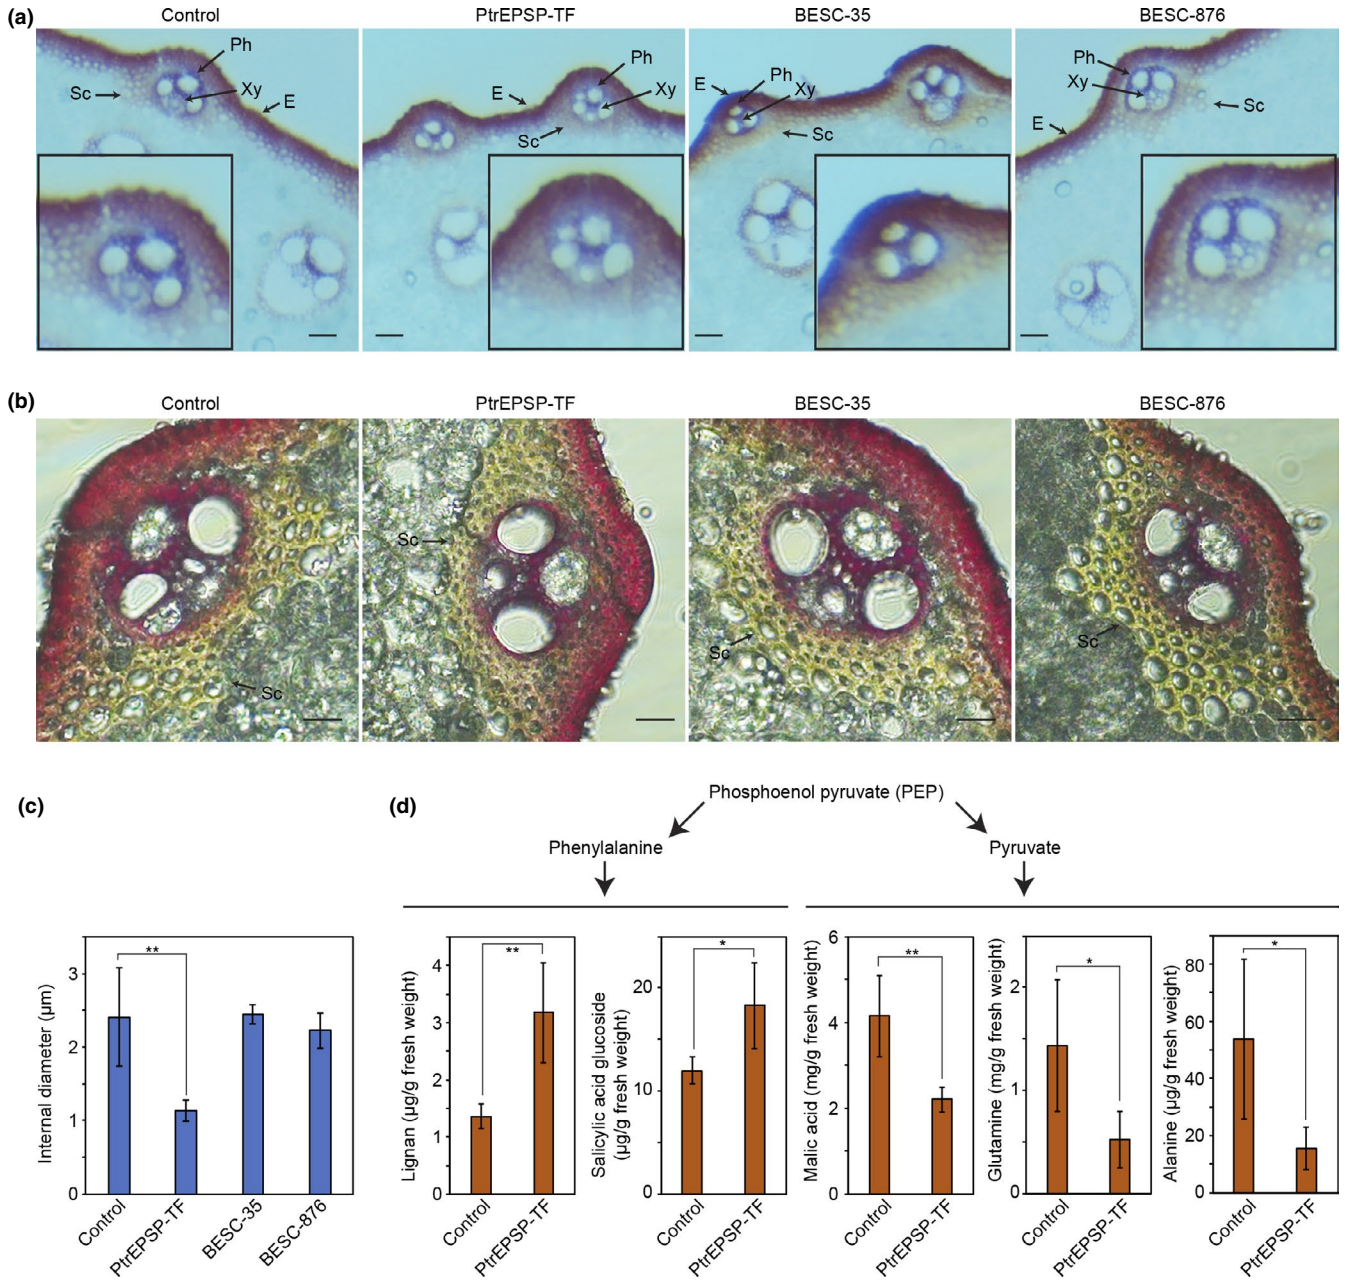 (a)
Control
PtrEPSP-TF
BESC-35
BESC-876
Ph
Xy
Sc
E
Ph
Xy
E
Sc
E
Ph
Xy
Sc
Ph
Xy
Sc
E
(b)
Control
PtrEPSP-TF
BESC-35
BESC-876
Sc
Sc
Sc
Sc
(c)
Internal diameter (µm)
3
2
1
0
**
Control
PtrEPSP-TF
BESC-35
BESC-876
(d)
Phosphoenol pyruvate (PEP)
Phenylalanine
Pyruvate
Lignan (µg/g fresh weight)
4
3
2
1
0
**
Control
PtrEPSP-TF
Salicylic acid glucoside
(µg/g fresh weight)
20
10
0
*
Control
PtrEPSP-TF
Malic acid (mg/g fresh weight)
6
4
2
0
**
Control
PtrEPSP-TF
Glutamine (mg/g fresh weight)
2
1
0
*
Control
PtrEPSP-TF
Alanine (µg/g fresh weight)
80
60
40
20
0
*
Control
PtrEPSP-TF